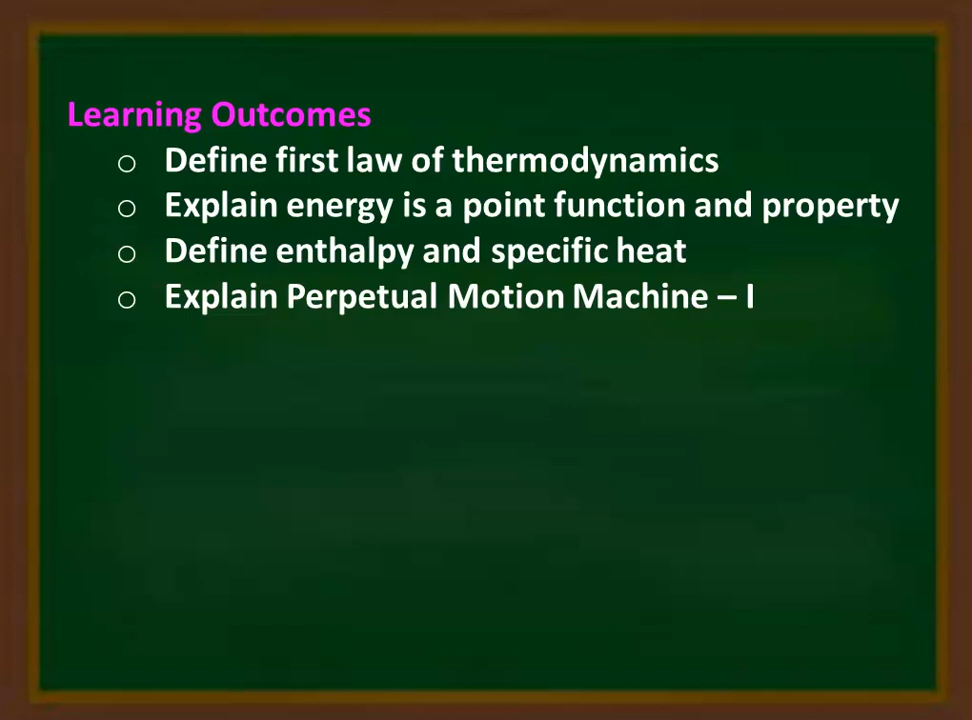 Learning Outcomes
○ Define first law of thermodynamics
○ Explain energy is a point function and property
○ Define enthalpy and specific heat
○ Explain Perpetual Motion Machine – I